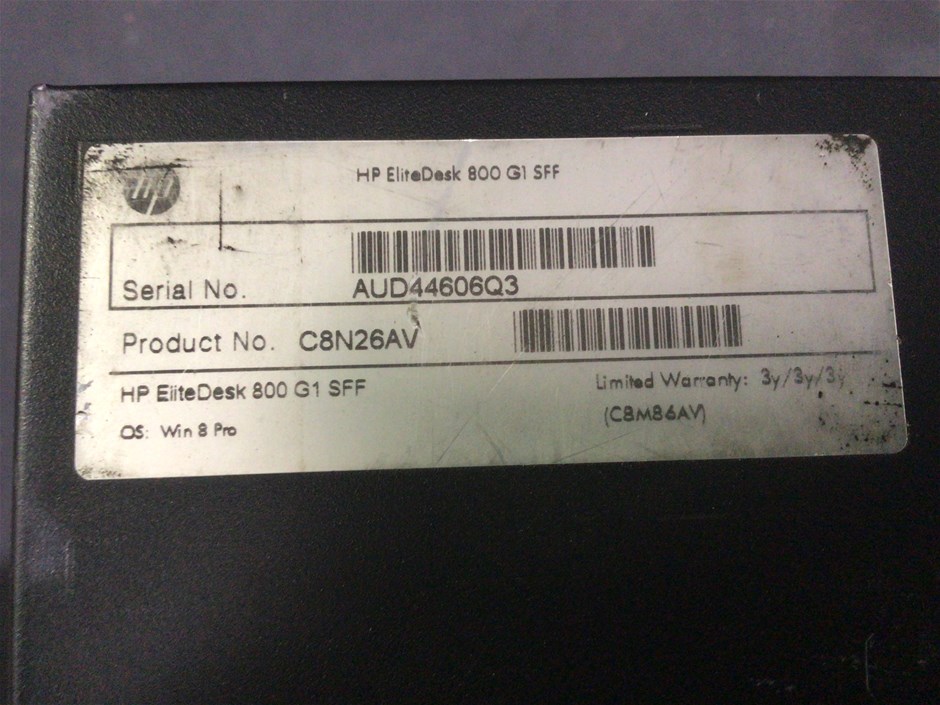 hp
HP EliteDesk 800 G1 SFF
Serial No. AUD44606Q3
Product No. C8N26AV
HP EliteDesk 800 G1 SFF
Limited Warranty: 3y/3y/3y
(C8M86AV)
OS: Win 8 Pro